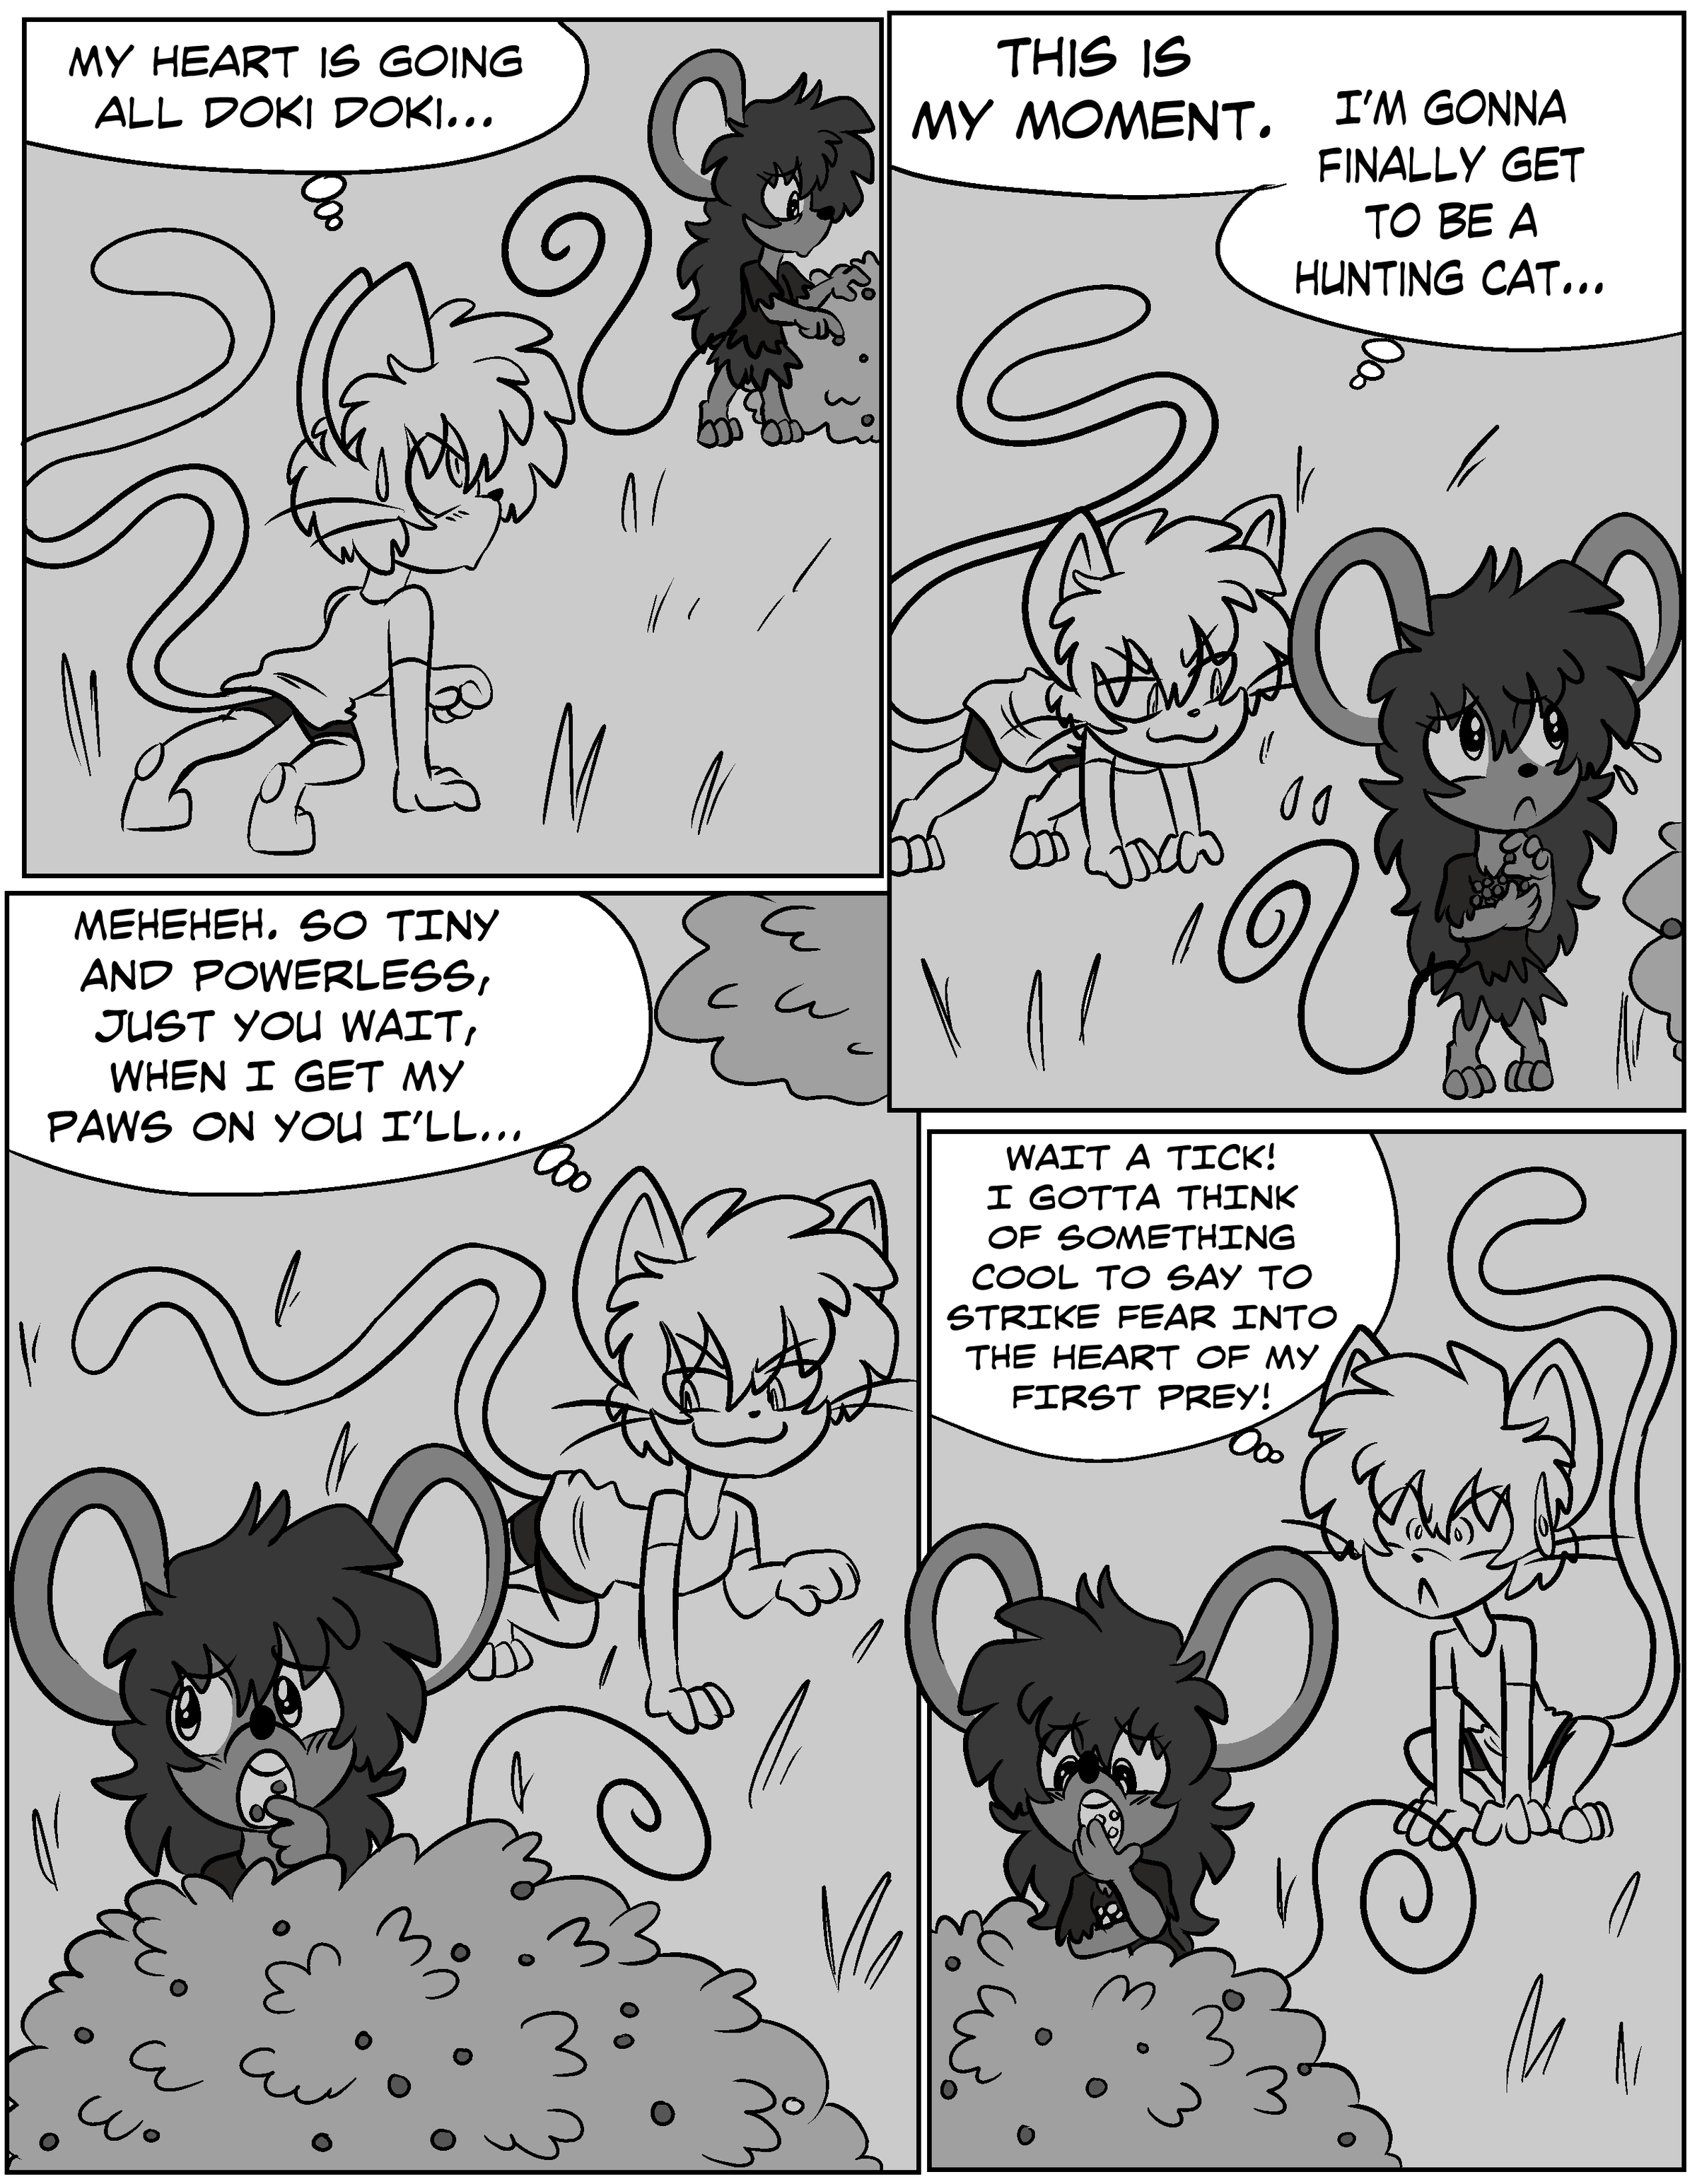 MY HEART IS GOING
ALL DOKI DOKI...
THIS IS
MY MOMENT.
I'M GONNA
FINALLY GET
TO BE A
HUNTING CAT...
MEHEHEH. SO TINY
AND POWERLESS,
JUST YOU WAIT,
WHEN I GET MY
PAWS ON YOU I'LL...
WAIT A TICK!
I GOTTA THINK
OF SOMETHING
COOL TO SAY TO
STRIKE FEAR INTO
THE HEART OF MY
FIRST PREY!